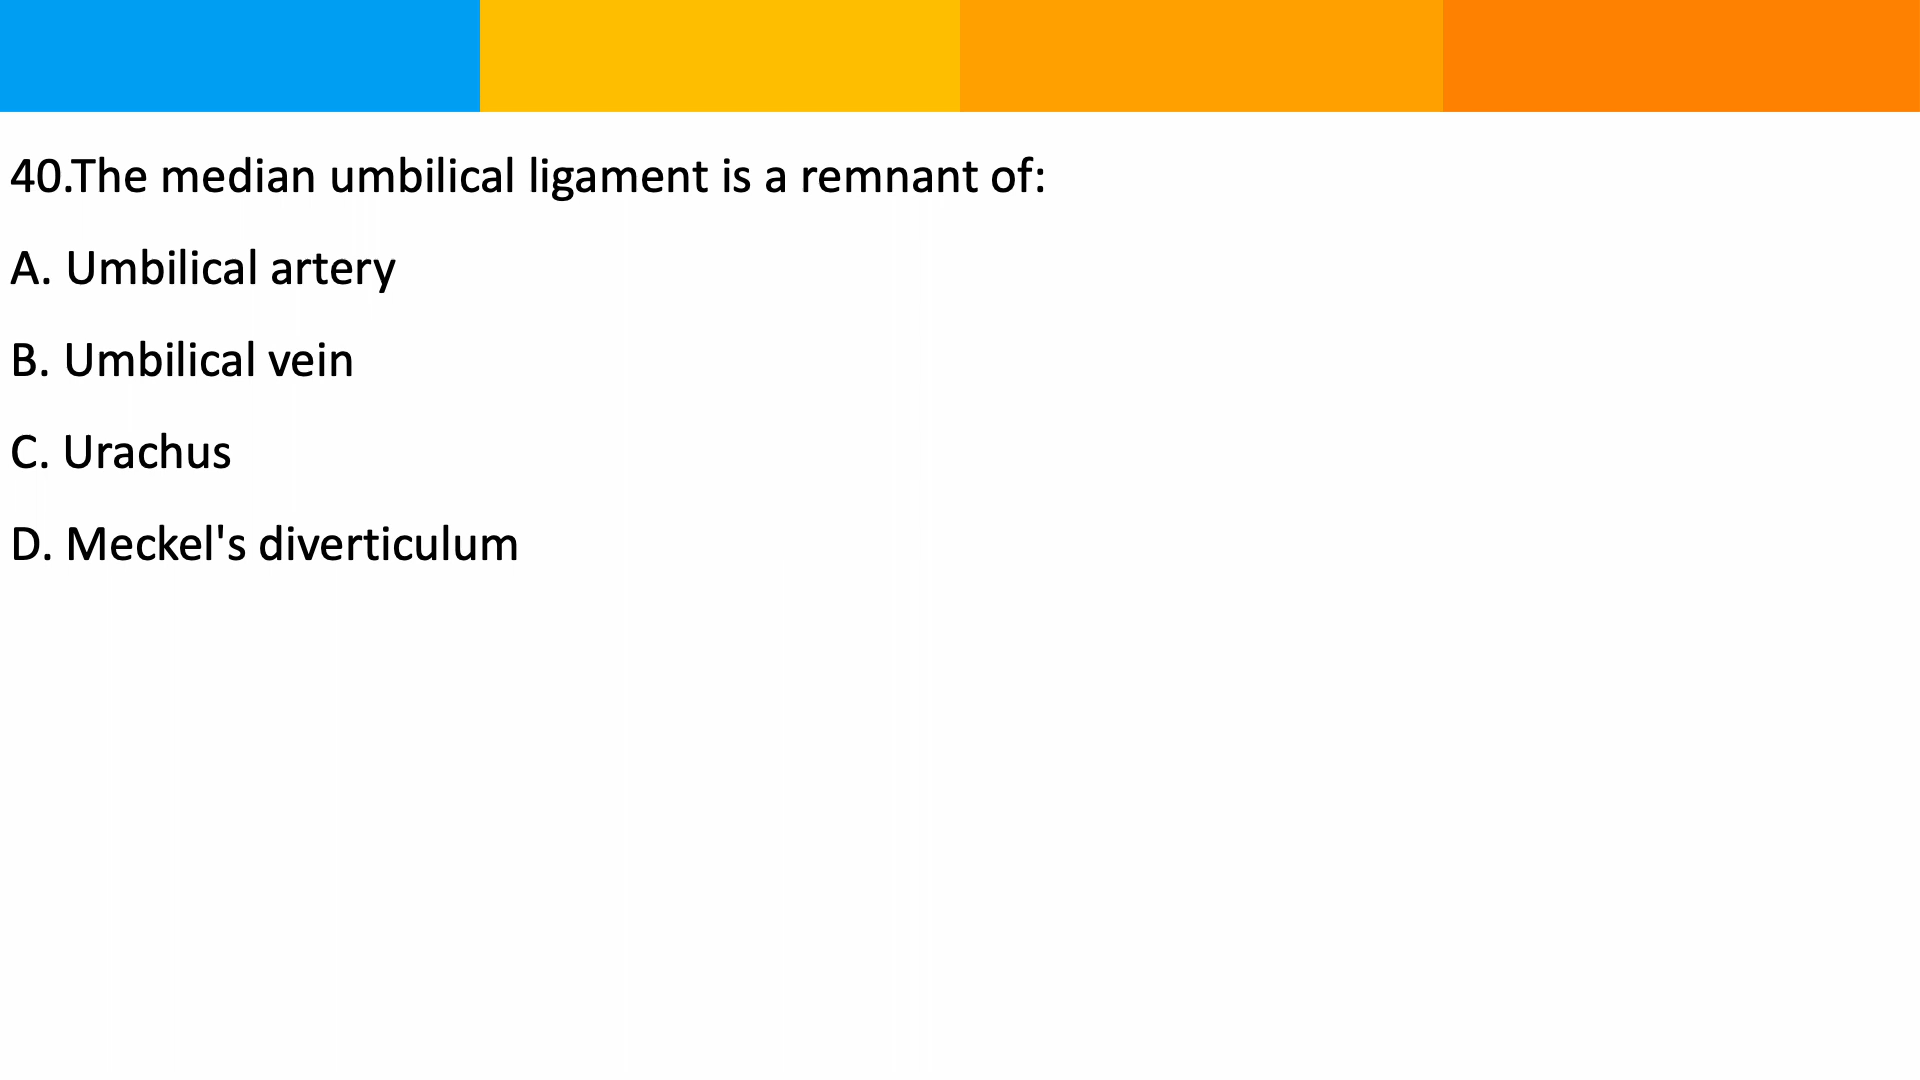 40.The median umbilical ligament is a remnant of:
A. Umbilical artery
B. Umbilical vein
C. Urachus
D. Meckel's diverticulum